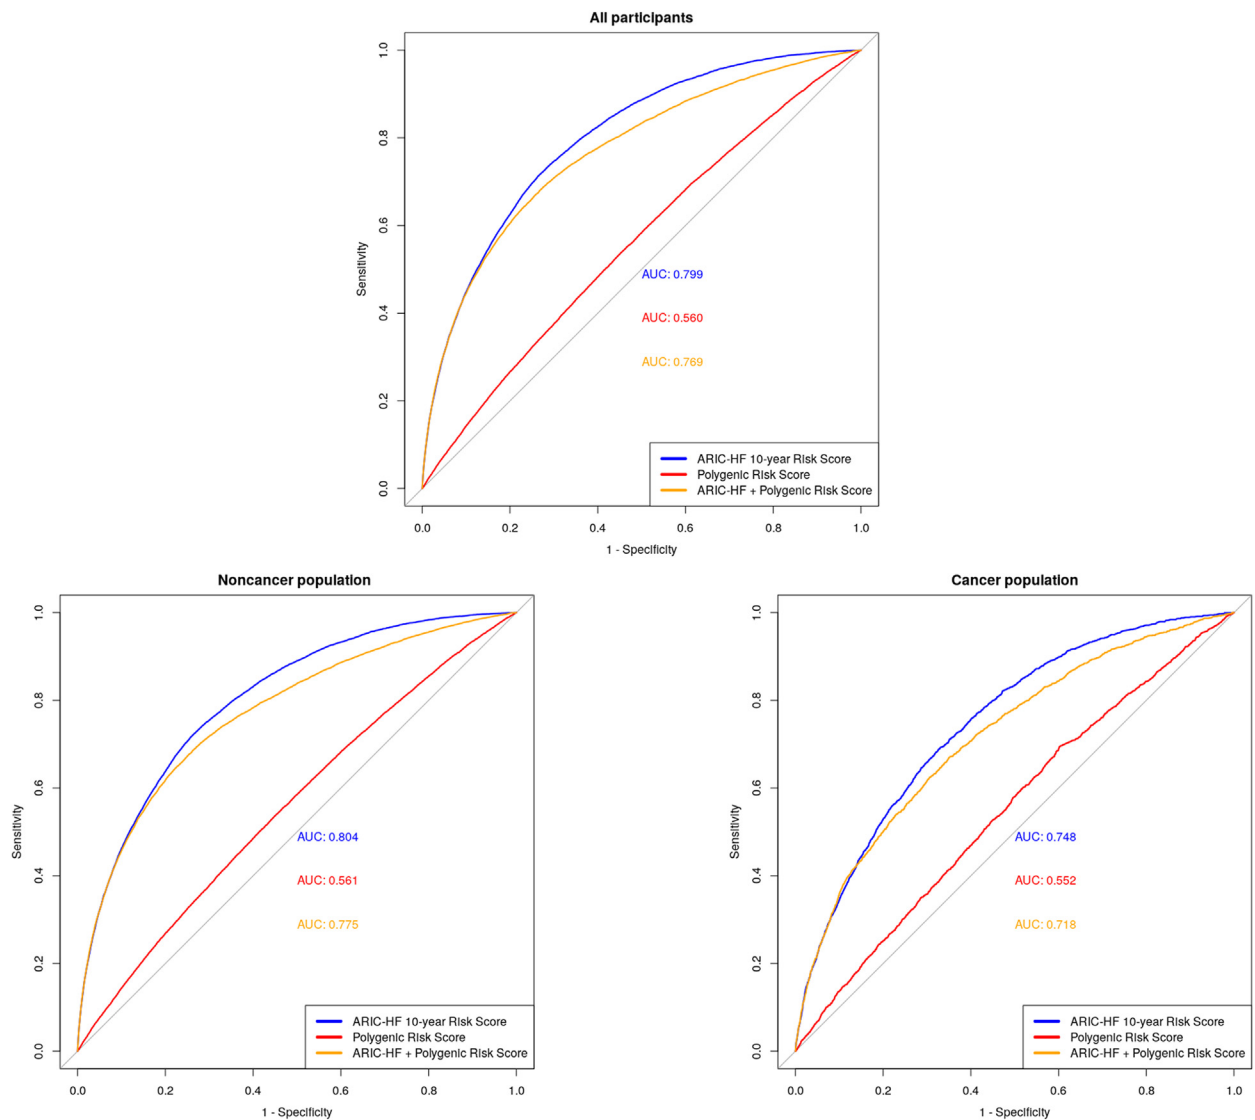 All participants
Sensitivity
1.0
0.8
0.6
0.4
0.2
0.0
AUC: 0.799
AUC: 0.560
AUC: 0.769
ARIC-HF 10-year Risk Score
Polygenic Risk Score
ARIC-HF + Polygenic Risk Score
0.0 0.2 0.4 0.6 0.8 1.0
1 - Specificity
Noncancer population
Sensitivity
1.0
0.8
0.6
0.4
0.2
0.0
AUC: 0.804
AUC: 0.561
AUC: 0.775
ARIC-HF 10-year Risk Score
Polygenic Risk Score
ARIC-HF + Polygenic Risk Score
0.0 0.2 0.4 0.6 0.8 1.0
1 - Specificity
Cancer population
Sensitivity
1.0
0.8
0.6
0.4
0.2
0.0
AUC: 0.748
AUC: 0.552
AUC: 0.718
ARIC-HF 10-year Risk Score
Polygenic Risk Score
ARIC-HF + Polygenic Risk Score
0.0 0.2 0.4 0.6 0.8 1.0
1 - Specificity